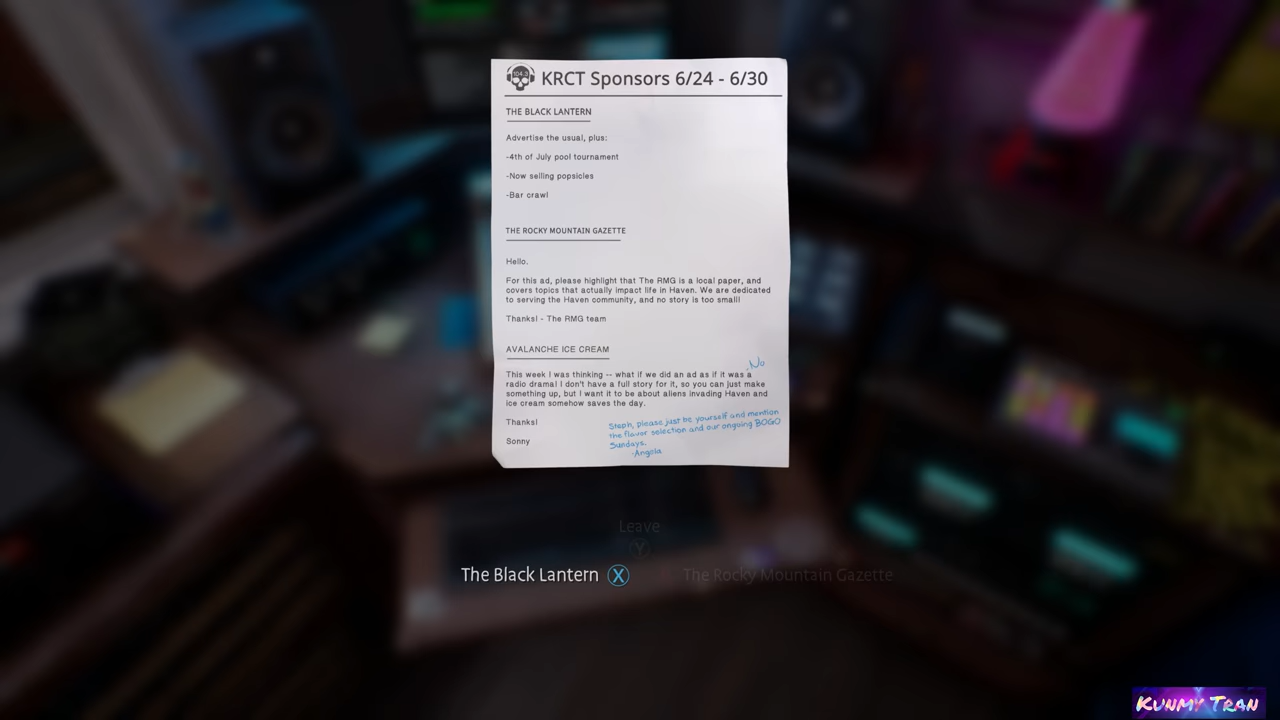 104.3
KRCT Sponsors 6/24 - 6/30
THE BLACK LANTERN
Advertise the usual, plus:
-4th of July pool tournament
-Now selling popsicles
-Bar crawl
THE ROCKY MOUNTAIN GAZETTE
Hello.
For this ad, please highlight that The RMG is a local paper, and
covers topics that actually impact life in Haven. We are dedicated
to serving the Haven community, and no story is too small!
Thanks! - The RMG team
AVALANCHE ICE CREAM
No
This week I was thinking -- what if we did an ad as if it was a
radio drama! I don't have a full story for it, so you can just make
something up, but I want it to be about aliens invading Haven and
ice cream somehow saves the day.
Thanks!
Sonny
Steph, please just be yourself and mention
the flavor selection and our ongoing BOGO
Sundays.
-Angela
Leave
Y
The Black Lantern X
The Rocky Mountain Gazette
KUNMY TRAN